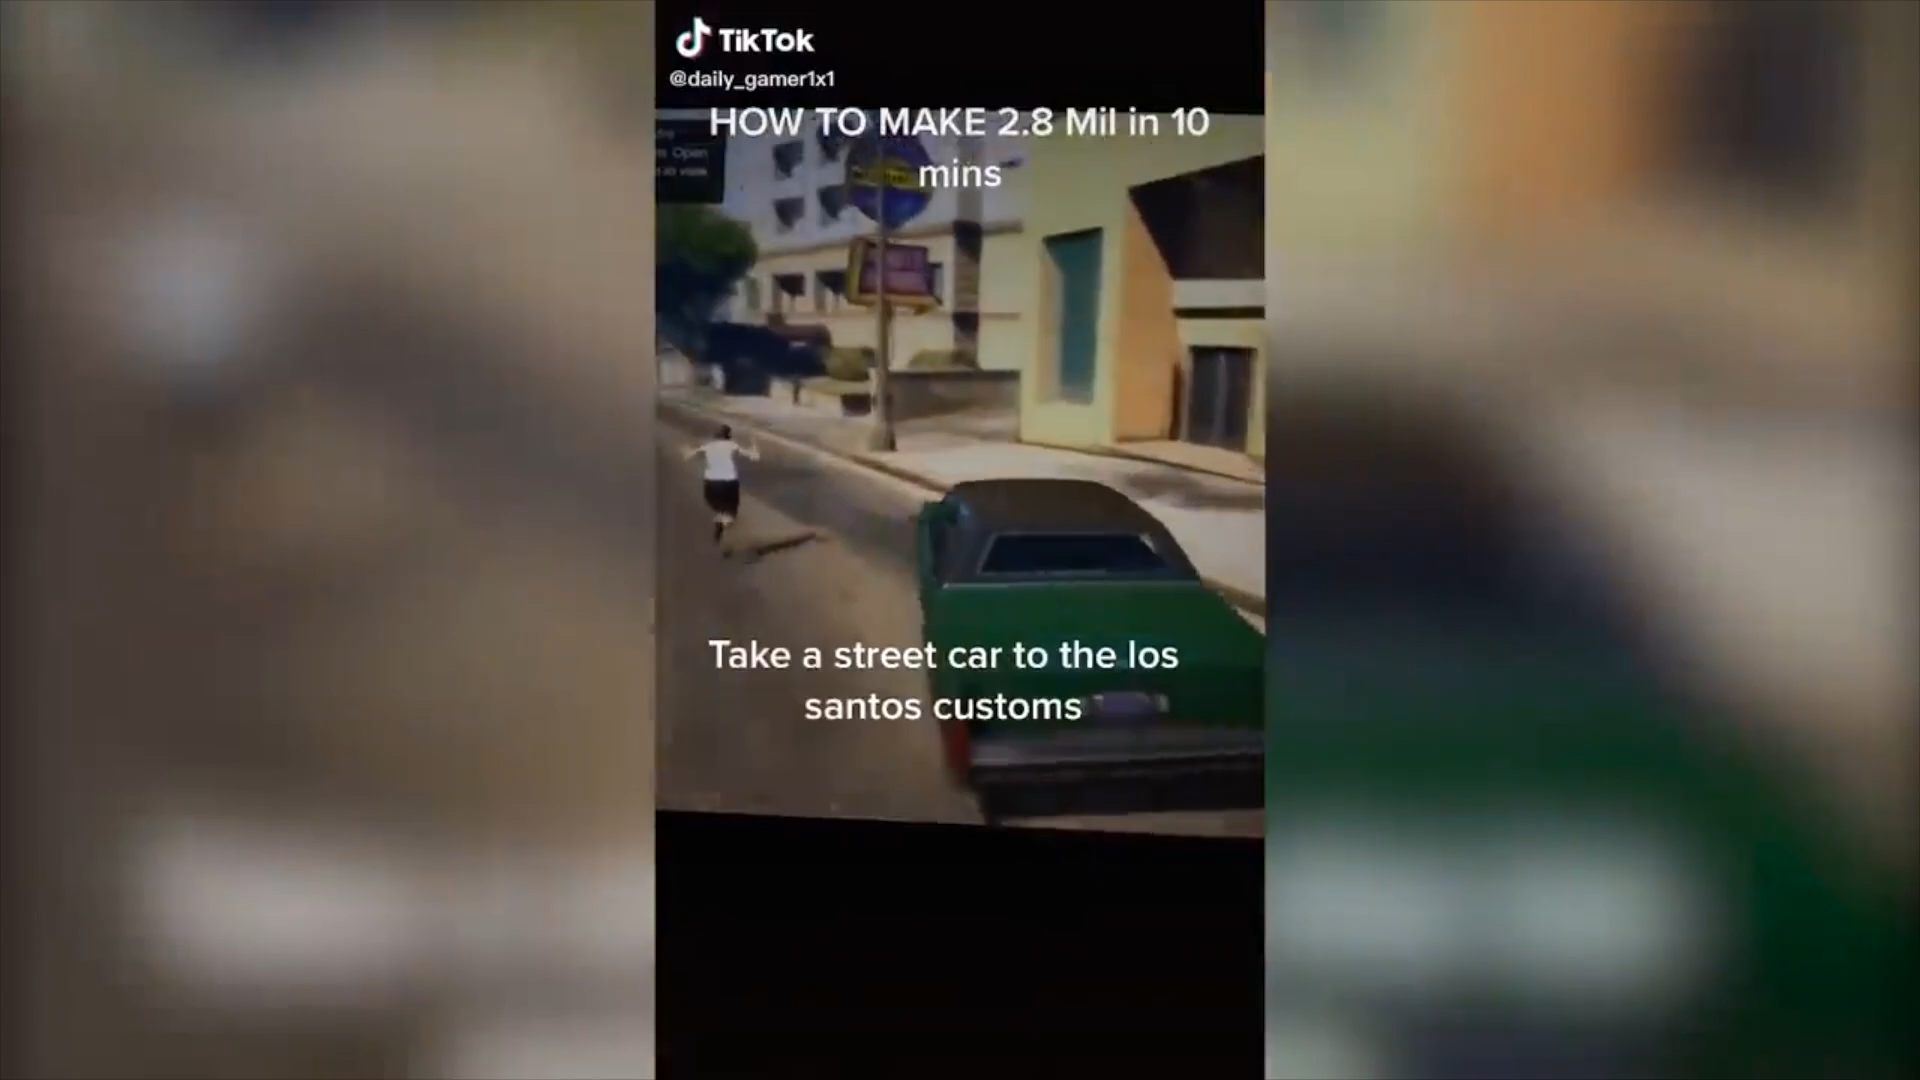 TikTok
@daily_gamer1x1
HOW TO MAKE 2.8 Mil in 10
mins
Open
Take a street car to the los
santos customs